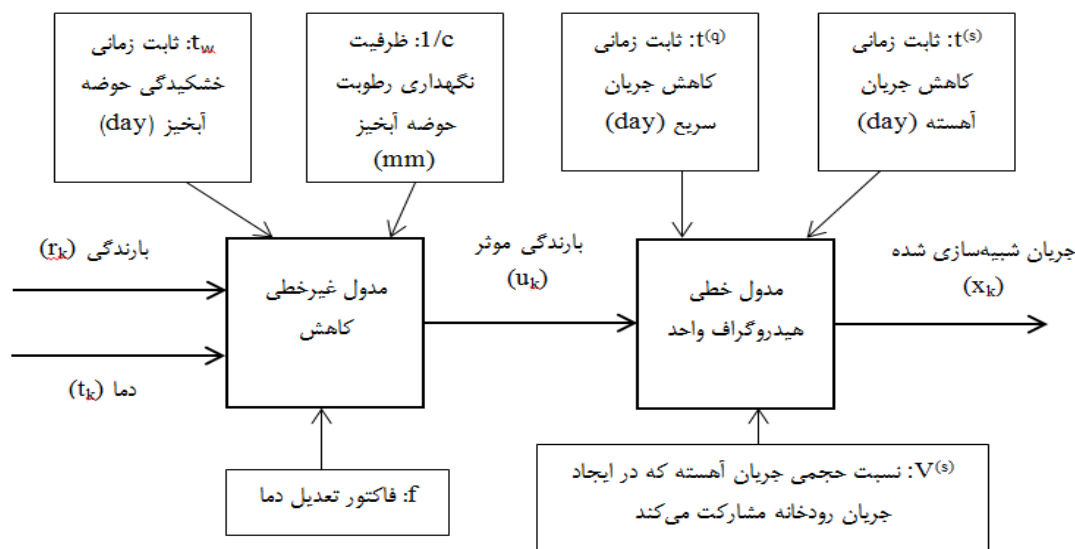 t_w: ثابت زمانی
خشکیدگی حوضه
آبخیز (day)
1/c: ظرفیت
نگهداری رطوبت
حوضه آبخیز
(mm)
t^(q): ثابت زمانی
کاهش جریان
سریع (day)
t^(s): ثابت زمانی
کاهش جریان
آهسته (day)
بارندگی (r_k)
دما (t_k)
مدول غیرخطی
کاهش
بارندگی موثر
(u_k)
مدول خطی
هیدروگراف واحد
جریان شبیه‌سازی شده
(x_k)
f: فاکتور تعدیل دما
V^(s): نسبت حجمی جریان آهسته که در ایجاد
جریان رودخانه مشارکت می‌کند